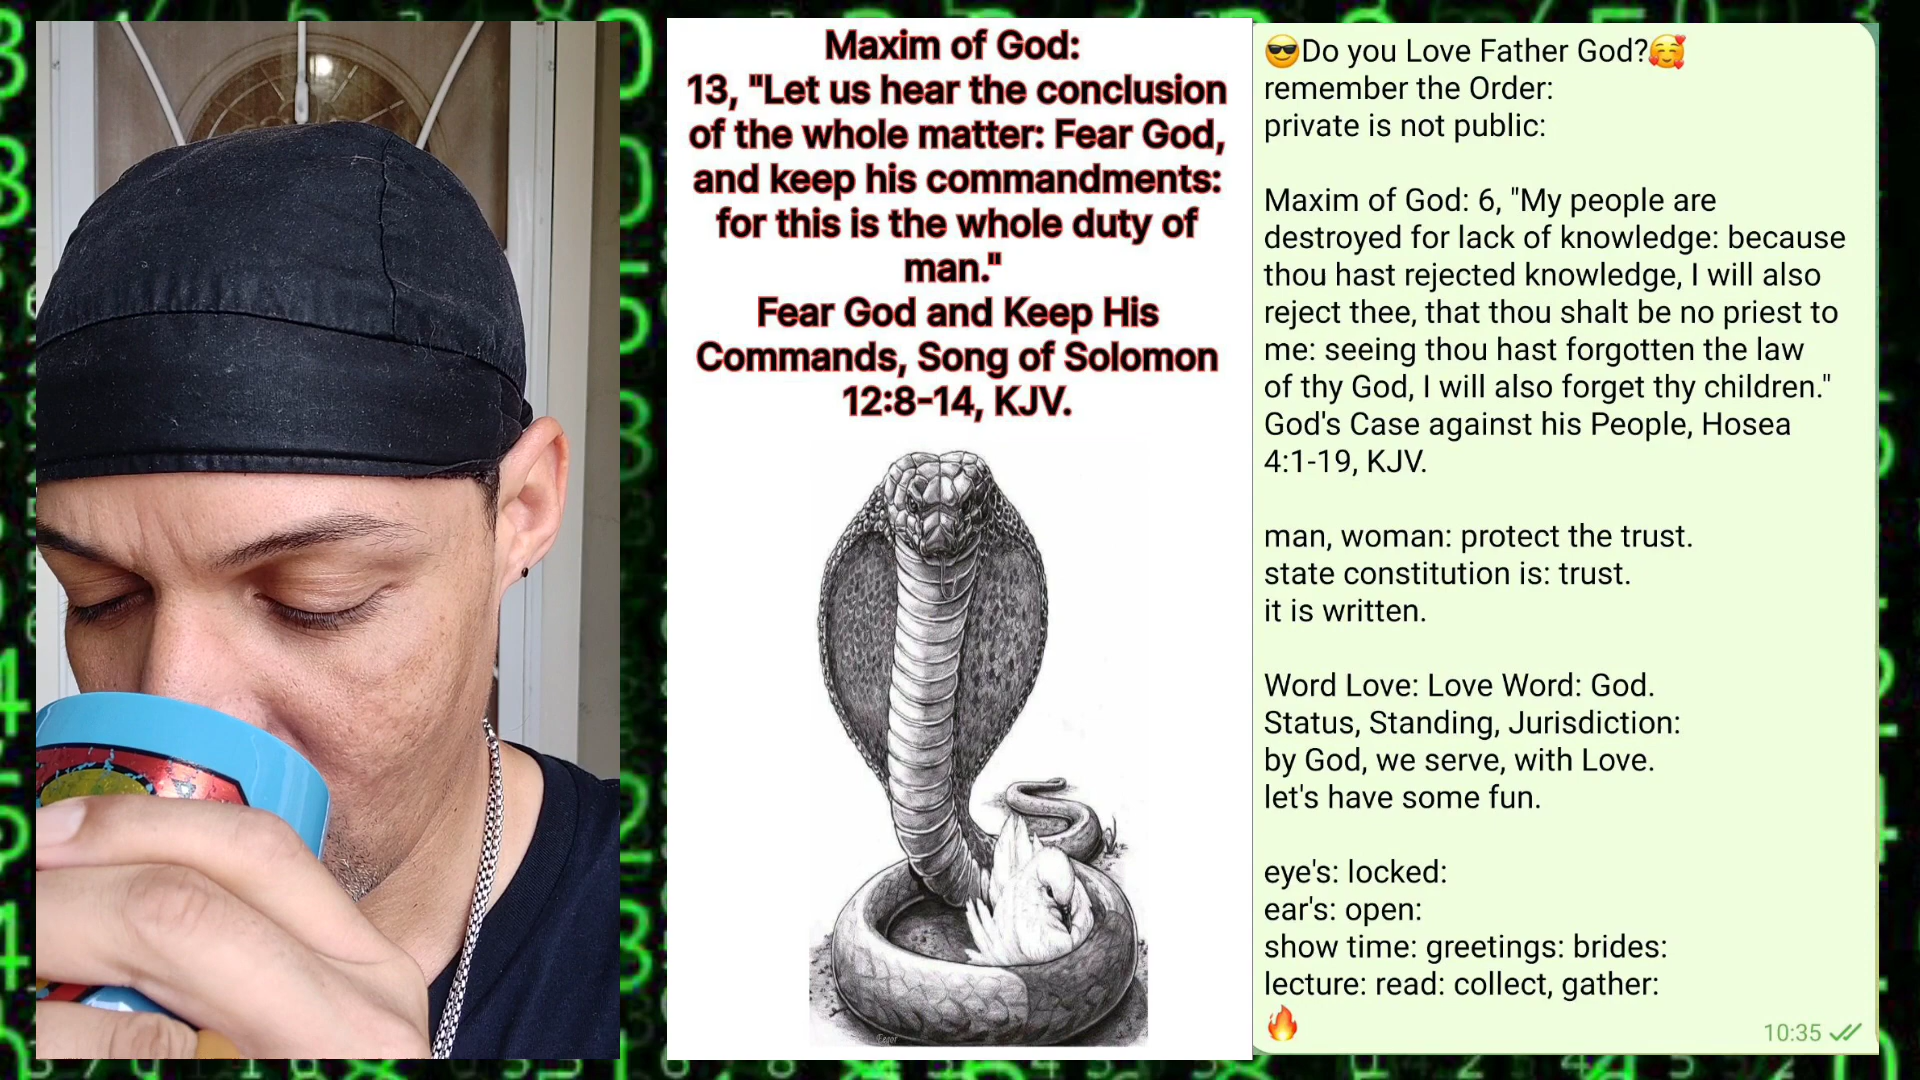 Maxim of God:
13, "Let us hear the conclusion
of the whole matter: Fear God,
and keep his commandments:
for this is the whole duty of
man."
Fear God and Keep His
Commands, Song of Solomon
12:8-14, KJV.
😎Do you Love Father God?🥰
remember the Order:
private is not public:
Maxim of God: 6, "My people are
destroyed for lack of knowledge: because
thou hast rejected knowledge, I will also
reject thee, that thou shalt be no priest to
me: seeing thou hast forgotten the law
of thy God, I will also forget thy children."
God's Case against his People, Hosea
4:1-19, KJV.
man, woman: protect the trust.
state constitution is: trust.
it is written.
Word Love: Love Word: God.
Status, Standing, Jurisdiction:
by God, we serve, with Love.
let's have some fun.
eye's: locked:
ear's: open:
show time: greetings: brides:
lecture: read: collect, gather:
🔥
10:35